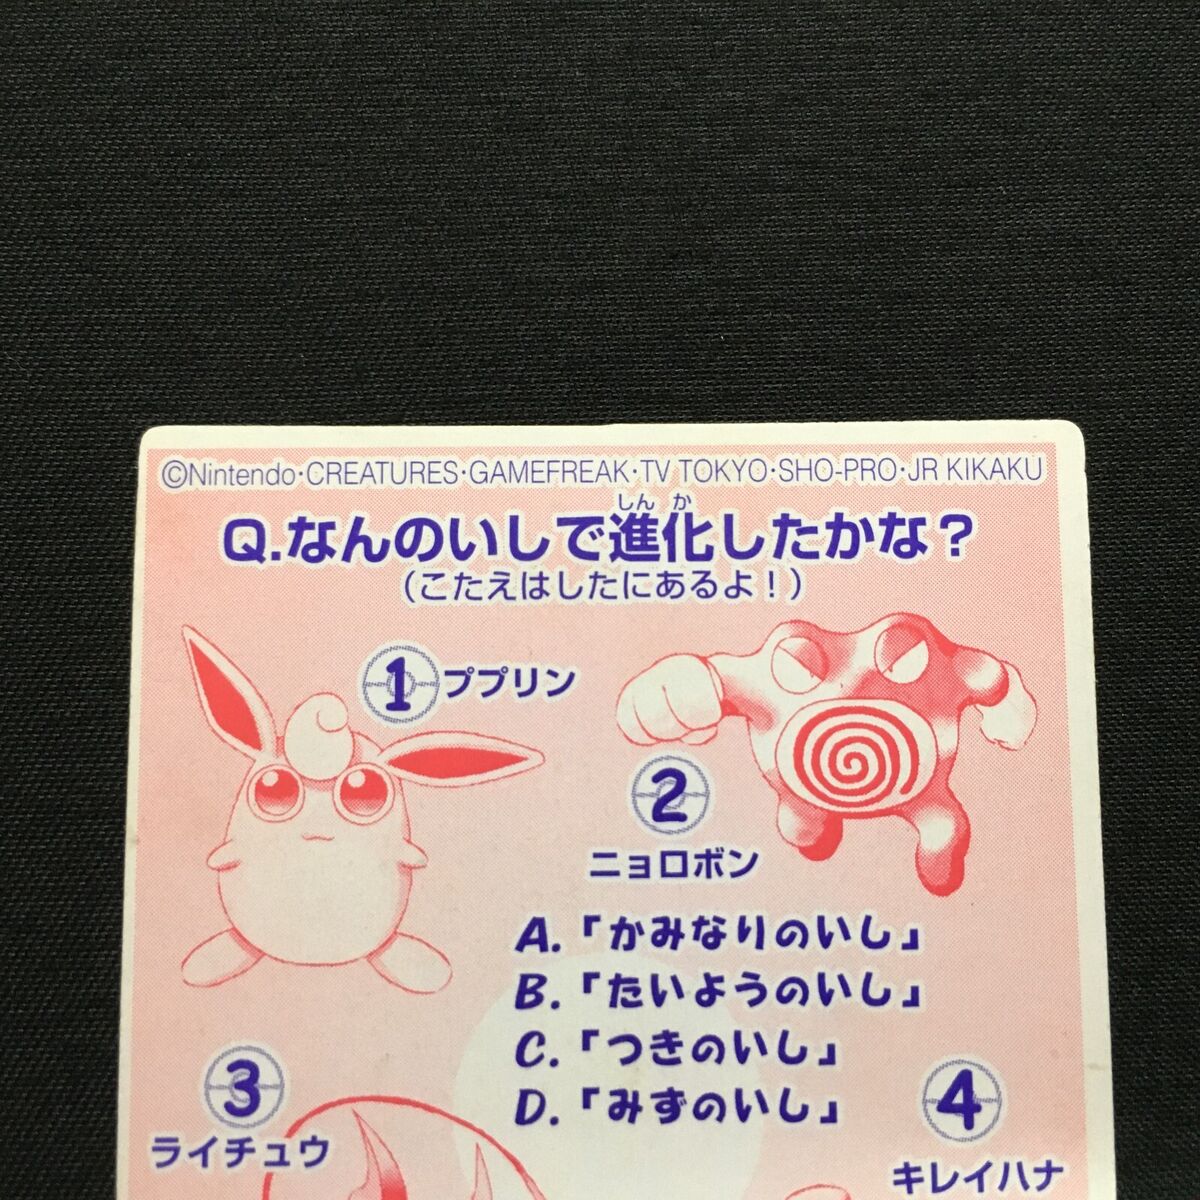 ©Nintendo・CREATURES・GAMEFREAK・TV TOKYO・SHO-PRO・JR KIKAKU
しん か
Q.なんのいしで進化したかな？
（こたえはしたにあるよ！）
1 ププリン
2
ニョロボン
A.「かみなりのいし」
B.「たいようのいし」
C.「つきのいし」
D.「みずのいし」
3
ライチュウ
4
キレイハナ